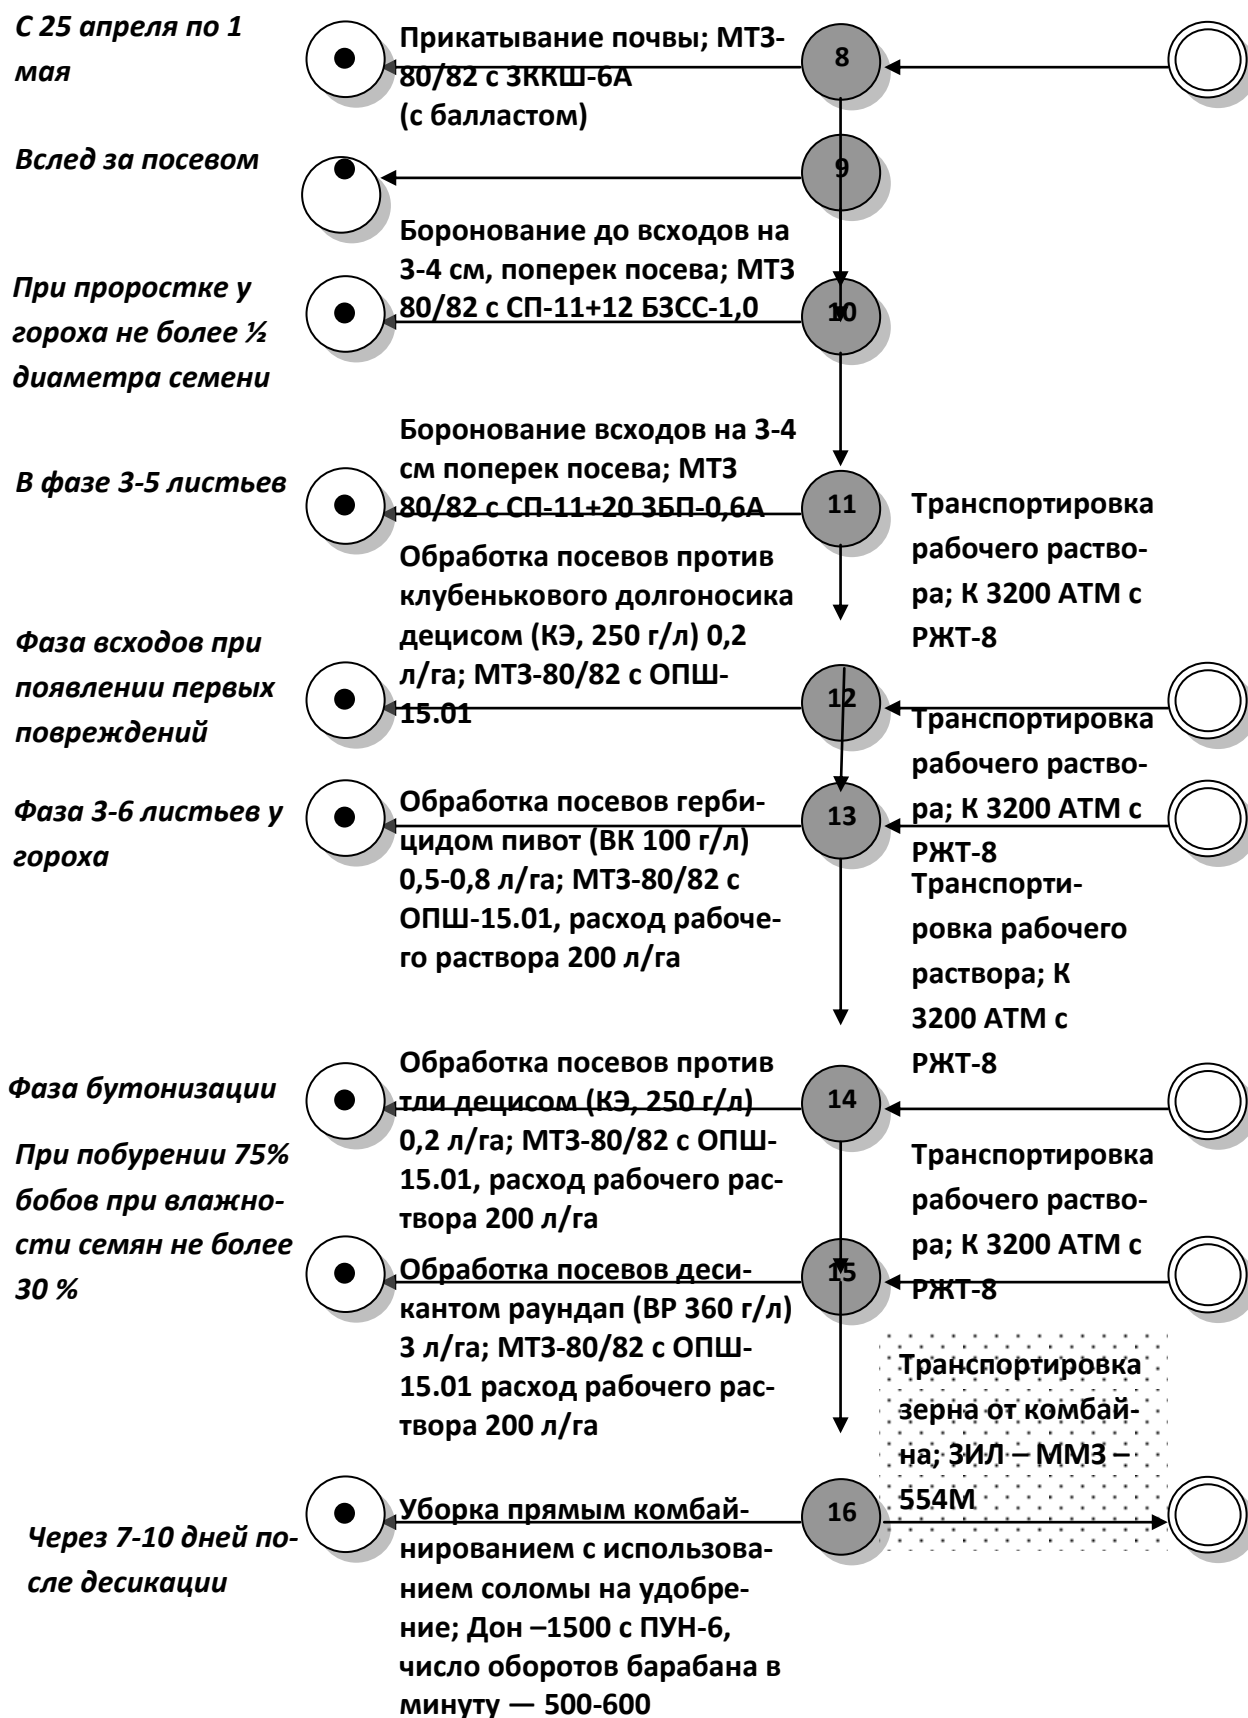 С 25 апреля по 1
мая
Прикатывание почвы; МТЗ-
80/82 с 3ККШ-6А
(с балластом)
8
Вслед за посевом
9
При проростке у
гороха не более ½
диаметра семени
Боронование до всходов на
3-4 см, поперек посева; МТЗ
80/82 с СП-11+12 БЗСС-1,0
10
В фазе 3-5 листьев
Боронование всходов на 3-4
см поперек посева; МТЗ
80/82 с СП-11+20 ЗБП-0,6А
11
Транспортировка
рабочего раство-
ра; К 3200 АТМ с
РЖТ-8
Фаза всходов при
появлении первых
повреждений
Обработка посевов против
клубенькового долгоносика
децисом (КЭ, 250 г/л) 0,2
л/га; МТЗ-80/82 с ОПШ-
15.01
12
Транспортировка
рабочего раство-
ра; К 3200 АТМ с
РЖТ-8
Фаза 3-6 листьев у
гороха
Обработка посевов герби-
цидом пивот (ВК 100 г/л)
0,5-0,8 л/га; МТЗ-80/82 с
ОПШ-15.01, расход рабоче-
го раствора 200 л/га
13
Транспорти-
ровка рабочего
раствора; К
3200 АТМ с
РЖТ-8
Фаза бутонизации
Обработка посевов против
тли децисом (КЭ, 250 г/л)
0,2 л/га; МТЗ-80/82 с ОПШ-
15.01, расход рабочего рас-
твора 200 л/га
14
Транспортировка
рабочего раство-
ра; К 3200 АТМ с
РЖТ-8
При побурении 75%
бобов при влажно-
сти семян не более
30 %
Обработка посевов деси-
кантом раундап (ВР 360 г/л)
3 л/га; МТЗ-80/82 с ОПШ-
15.01 расход рабочего рас-
твора 200 л/га
15
Транспортировка
зерна от комбай-
на; ЗИЛ – ММЗ –
554М
Через 7-10 дней по-
сле десикации
Уборка прямым комбай-
нированием с использова-
нием соломы на удобре-
ние; Дон –1500 с ПУН-6,
число оборотов барабана в
минуту — 500-600
16